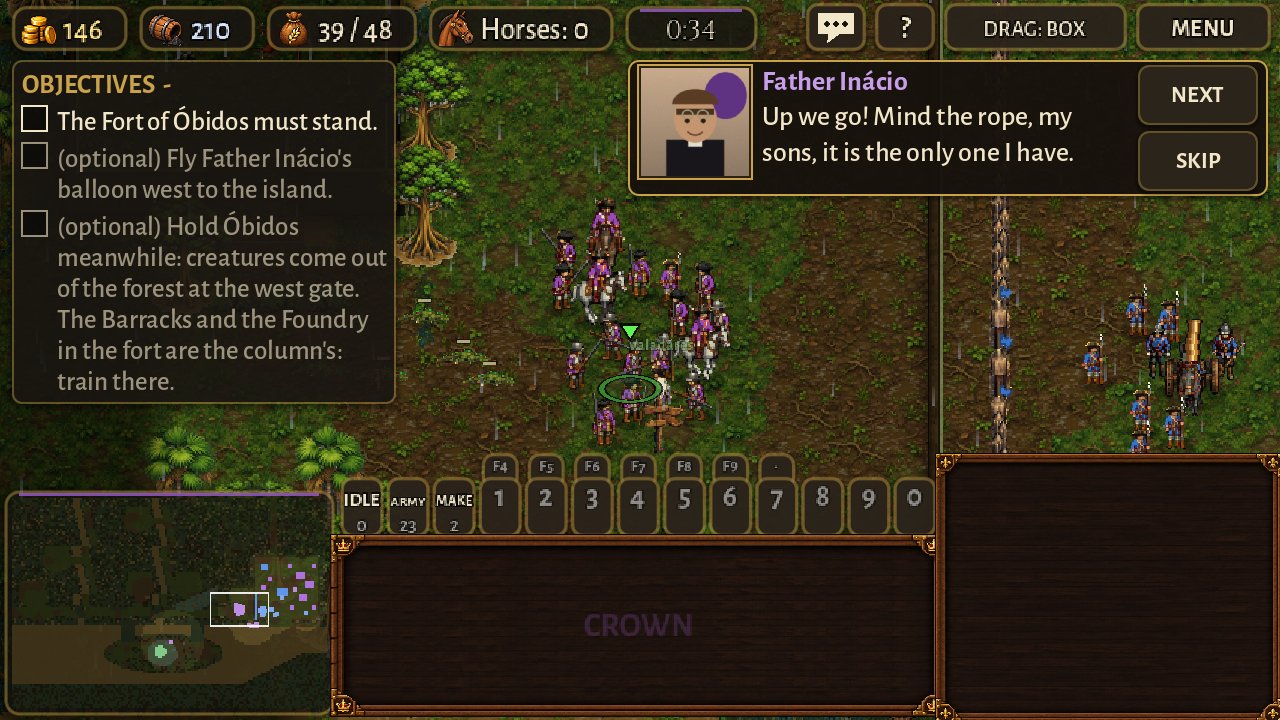 146
210
39 / 48
Horses: 0
0:34
?
DRAG: BOX
MENU
OBJECTIVES -
The Fort of Óbidos must stand.
(optional) Fly Father Inácio's
balloon west to the island.
(optional) Hold Óbidos
meanwhile: creatures come out
of the forest at the west gate.
The Barracks and the Foundry
in the fort are the column's:
train there.
Father Inácio
Up we go! Mind the rope, my
sons, it is the only one I have.
NEXT
SKIP
F4 F5 F6 F7 F8 F9 ·
IDLE ARMY MAKE 1 2 3 4 5 6 7 8 9 0
0 23 2
CROWN